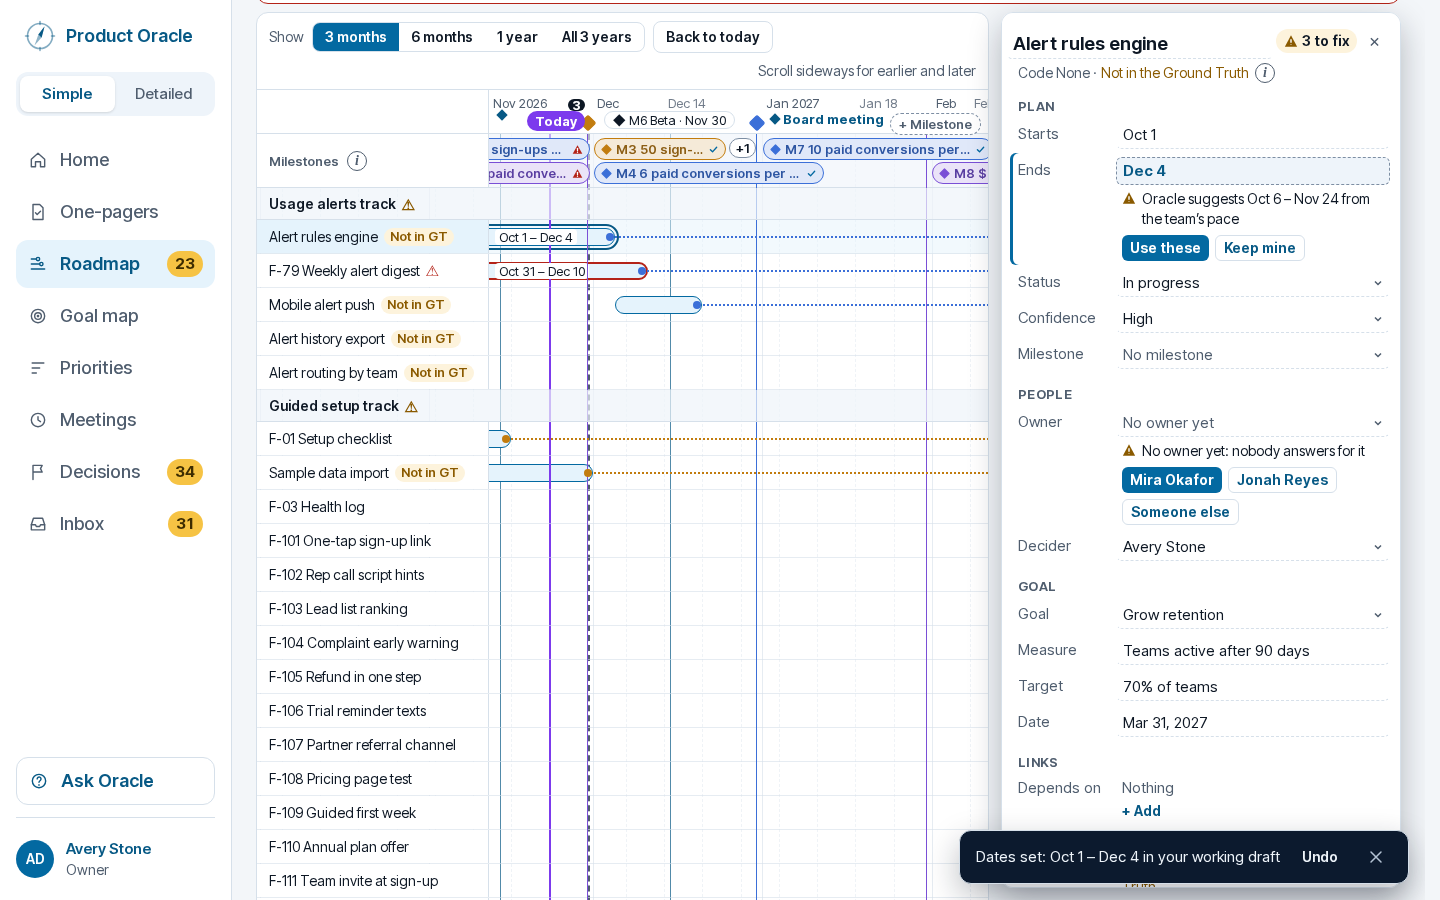 Product Oracle
Simple
Detailed
Home
One-pagers
Roadmap
23
Goal map
Priorities
Meetings
Decisions
34
Inbox
31
Ask Oracle
AD
Avery Stone
Owner
Show
3 months
6 months
1 year
All 3 years
Back to today
Scroll sideways for earlier and later
Nov 2026
3
Dec
Dec 14
Jan 2027
Jan 18
Feb
Today
M6 Beta · Nov 30
Board meeting
+ Milestone
Milestones
i
sign-ups ...
M3 50 sign-...
+1
M7 10 paid conversions per...
paid conve...
M4 6 paid conversions per ...
M8 $
Usage alerts track
Alert rules engine
Not in GT
Oct 1 – Dec 4
F-79 Weekly alert digest
Oct 31 – Dec 10
Mobile alert push
Not in GT
Alert history export
Not in GT
Alert routing by team
Not in GT
Guided setup track
F-01 Setup checklist
Sample data import
Not in GT
F-03 Health log
F-101 One-tap sign-up link
F-102 Rep call script hints
F-103 Lead list ranking
F-104 Complaint early warning
F-105 Refund in one step
F-106 Trial reminder texts
F-107 Partner referral channel
F-108 Pricing page test
F-109 Guided first week
F-110 Annual plan offer
F-111 Team invite at sign-up
Alert rules engine
3 to fix
Code None · Not in the Ground Truth
i
PLAN
Starts
Oct 1
Ends
Dec 4
Oracle suggests Oct 6 – Nov 24 from
the team's pace
Use these
Keep mine
Status
In progress
Confidence
High
Milestone
No milestone
PEOPLE
Owner
No owner yet
No owner yet: nobody answers for it
Mira Okafor
Jonah Reyes
Someone else
Decider
Avery Stone
GOAL
Goal
Grow retention
Measure
Teams active after 90 days
Target
70% of teams
Date
Mar 31, 2027
LINKS
Depends on
Nothing
+ Add
Dates set: Oct 1 – Dec 4 in your working draft
Undo